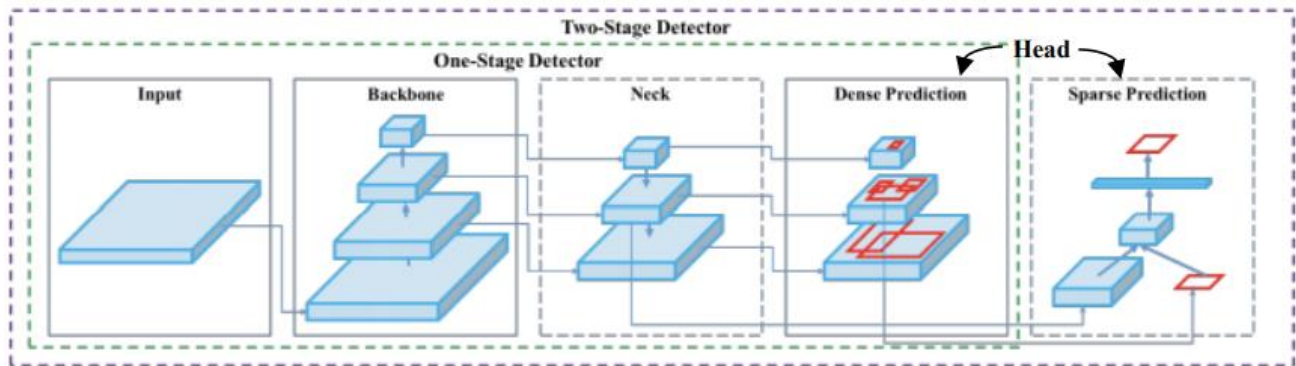 Two-Stage Detector
Head
One-Stage Detector
Input
Backbone
Neck
Dense Prediction
Sparse Prediction